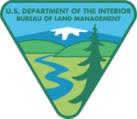 U.S. DEPARTMENT OF THE INTERIOR
BUREAU OF LAND MANAGEMENT